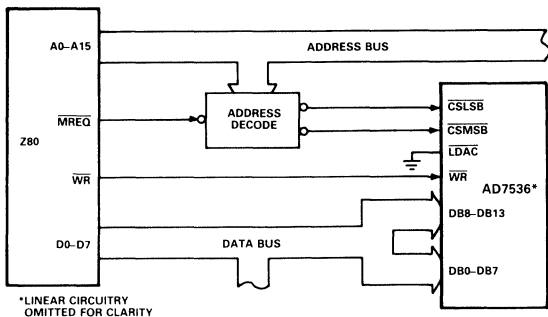 A0–A15
ADDRESS BUS
MREQ
ADDRESS
DECODE
CSLSB
CSMSB
Z80
LDAC
WR
WR
AD7536*
DB8–DB13
D0–D7
DATA BUS
DB0–DB7
*LINEAR CIRCUITRY
OMITTED FOR CLARITY